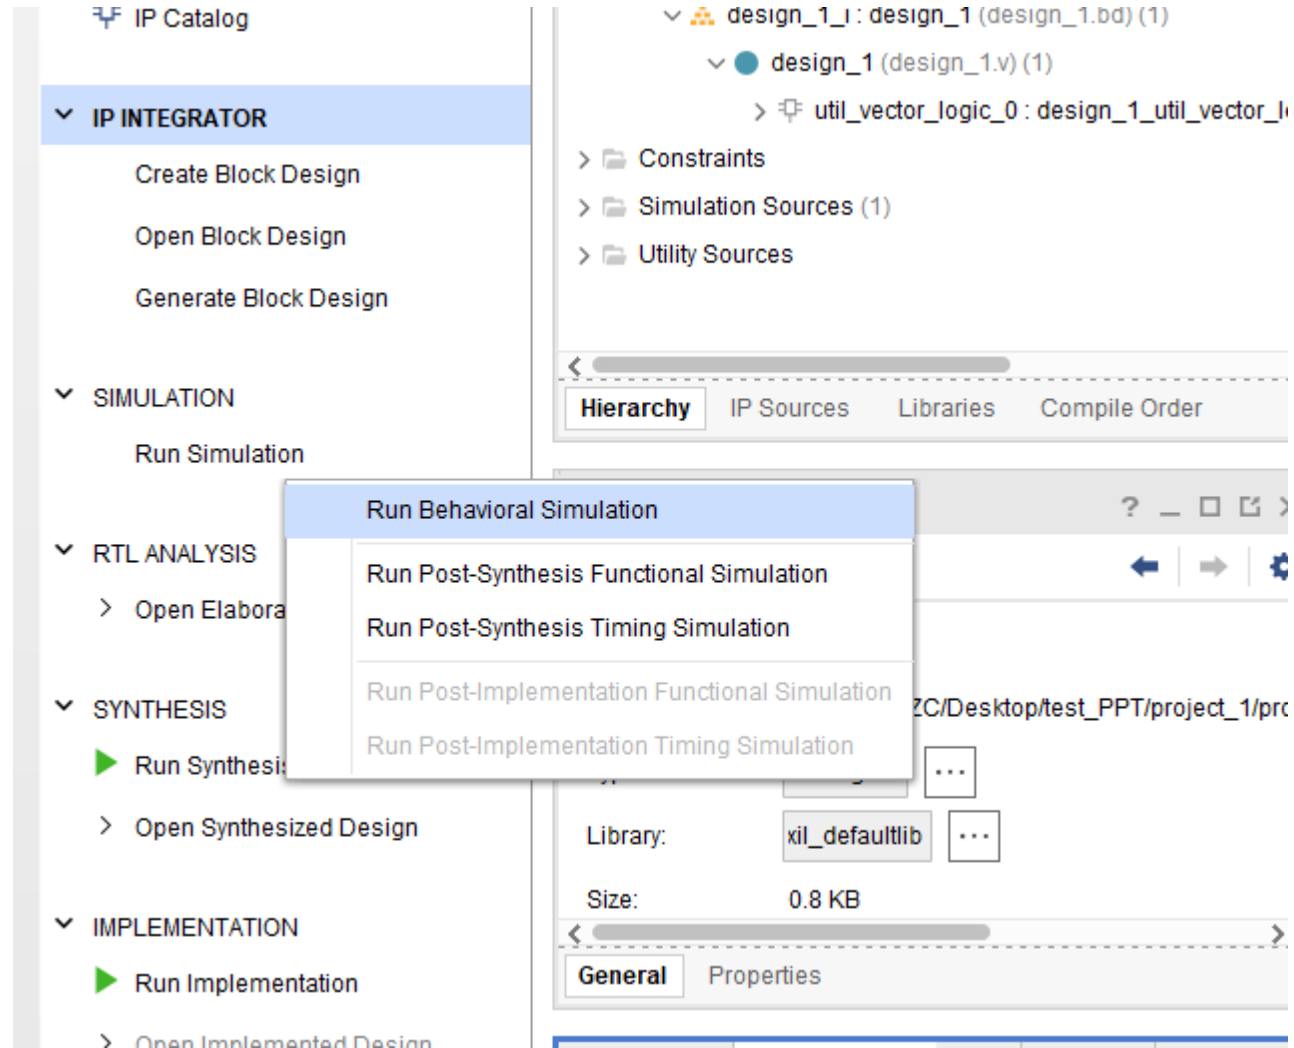 IP Catalog
IP INTEGRATOR
Create Block Design
Open Block Design
Generate Block Design
SIMULATION
Run Simulation
RTL ANALYSIS
Open Elabora
SYNTHESIS
Run Synthesis
Open Synthesized Design
IMPLEMENTATION
Run Implementation
Open Implemented Design
Run Behavioral Simulation
Run Post-Synthesis Functional Simulation
Run Post-Synthesis Timing Simulation
Run Post-Implementation Functional Simulation
Run Post-Implementation Timing Simulation
design_1_i : design_1 (design_1.bd) (1)
design_1 (design_1.v) (1)
util_vector_logic_0 : design_1_util_vector_l
Constraints
Simulation Sources (1)
Utility Sources
Hierarchy IP Sources Libraries Compile Order
ZC/Desktop/test_PPT/project_1/pro
Library: xil_defaultlib ...
Size: 0.8 KB
General Properties